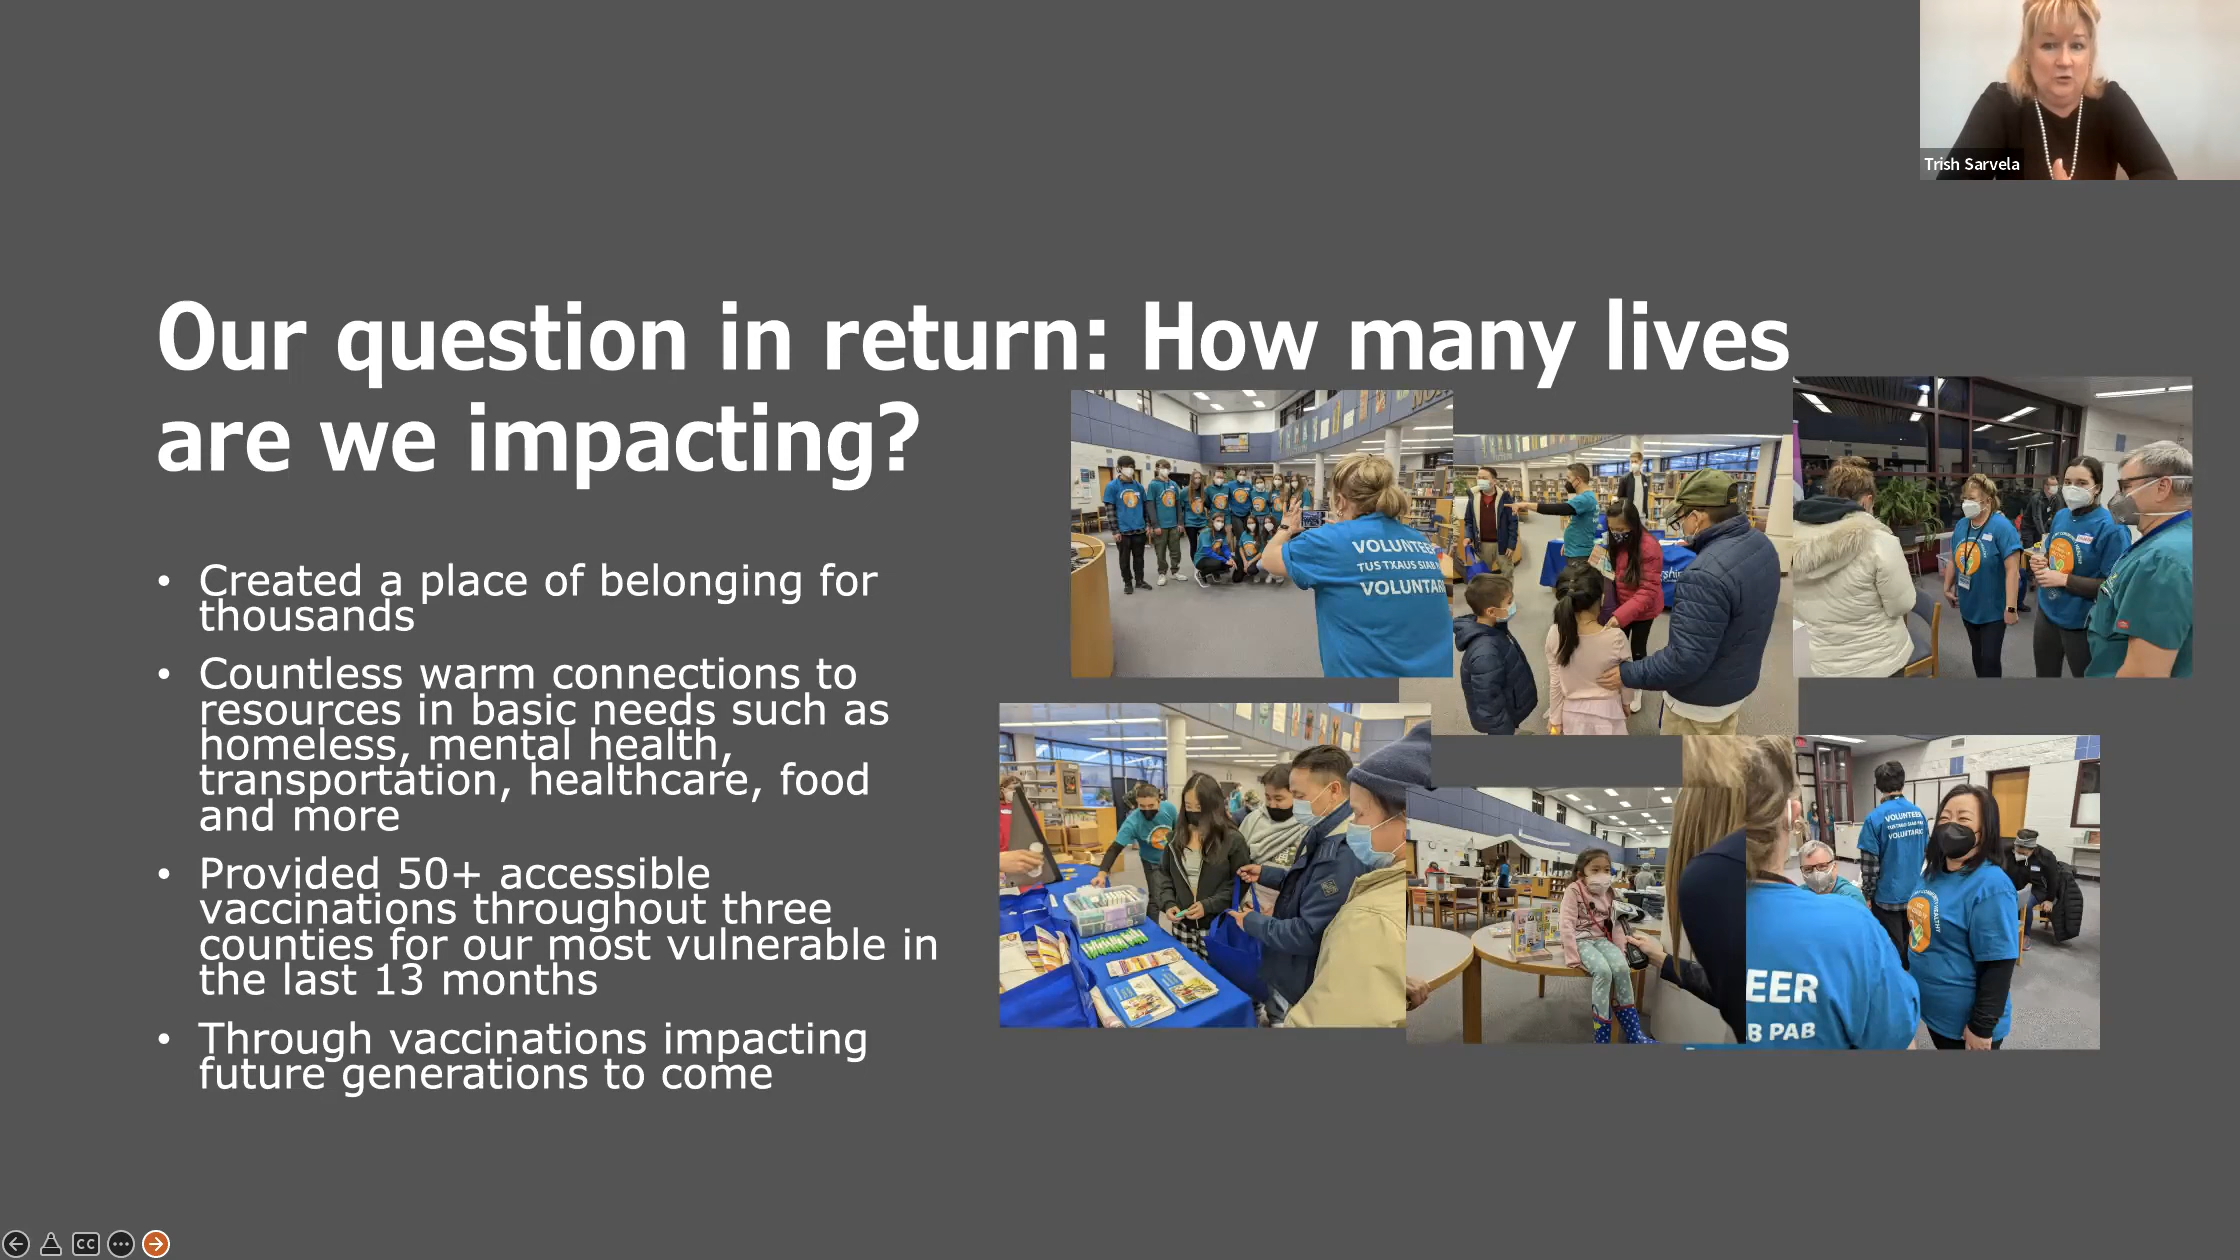 Trish Sarvela
Our question in return: How many lives
are we impacting?
• Created a place of belonging for
thousands
• Countless warm connections to
resources in basic needs such as
homeless, mental health,
transportation, healthcare, food
and more
• Provided 50+ accessible
vaccinations throughout three
counties for our most vulnerable in
the last 13 months
• Through vaccinations impacting
future generations to come
VOLUNTEER
TUS TXAUS SIAB
VOLUNTAR
VOLUNTEER
VOLUNTARI
EER
B PAB
CC